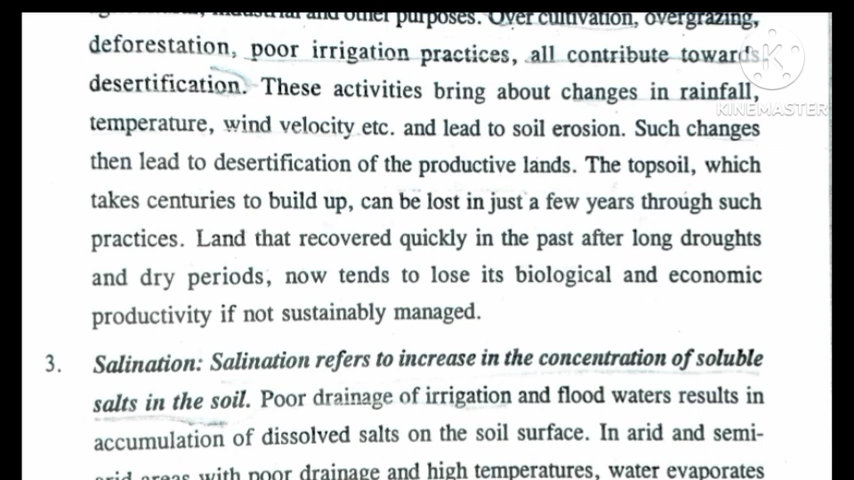 industrial and other purposes. Over cultivation, overgrazing,
deforestation, poor irrigation practices, all contribute towards
desertification. These activities bring about changes in rainfall,
KINEMASTER
temperature, wind velocity etc. and lead to soil erosion. Such changes
then lead to desertification of the productive lands. The topsoil, which
takes centuries to build up, can be lost in just a few years through such
practices. Land that recovered quickly in the past after long droughts
and dry periods, now tends to lose its biological and economic
productivity if not sustainably managed.
3. Salination: Salination refers to increase in the concentration of soluble
salts in the soil. Poor drainage of irrigation and flood waters results in
accumulation of dissolved salts on the soil surface. In arid and semi-
arid areas with poor drainage and high temperatures, water evaporates